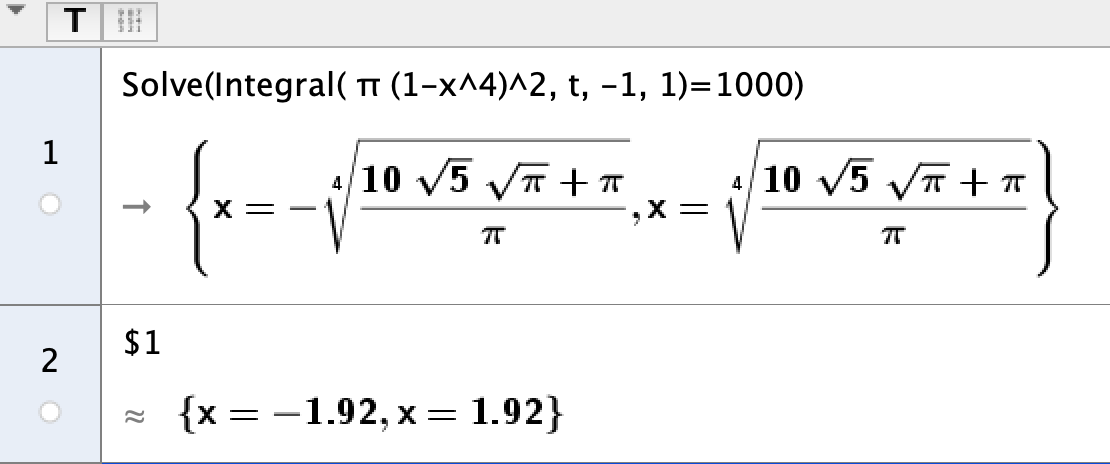 T
1
Solve(Integral( π (1-x^4)^2, t, -1, 1)=1000)
→ {x = −∜((10 √5 √π + π)/π), x = ∜((10 √5 √π + π)/π)}
2
$1
≈ {x = −1.92, x = 1.92}